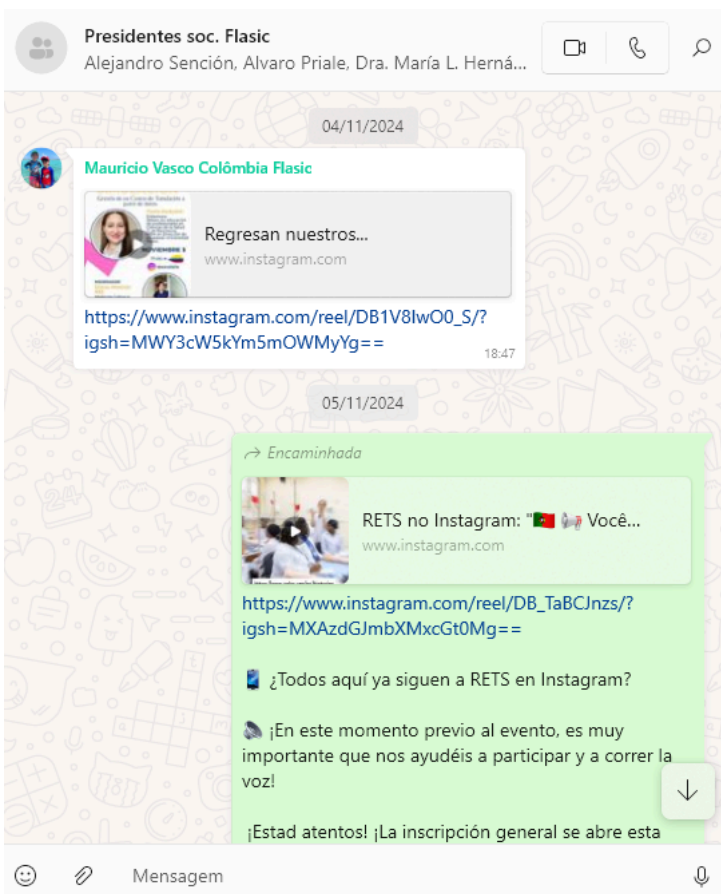 Presidentes soc. Flasic
Alejandro Sención, Alvaro Priale, Dra. María L. Herná...
04/11/2024
Mauricio Vasco Colômbia Flasic
NOVIEMBRE
Regresan nuestros...
www.instagram.com
https://www.instagram.com/reel/DB1V8IwO0_S/?
igsh=MWY3cW5kYm5mOWMyYg==
18:47
05/11/2024
Encaminhada
RETS no Instagram: "🇵🇹 📢 Você...
www.instagram.com
https://www.instagram.com/reel/DB_TaBCJnzs/?
igsh=MXAzdGJmbXMxcGt0Mg==
📱 ¿Todos aquí ya siguen a RETS en Instagram?
🔊 ¡En este momento previo al evento, es muy
importante que nos ayudéis a participar y a correr la
voz!
¡Estad atentos! ¡La inscripción general se abre esta
Mensagem